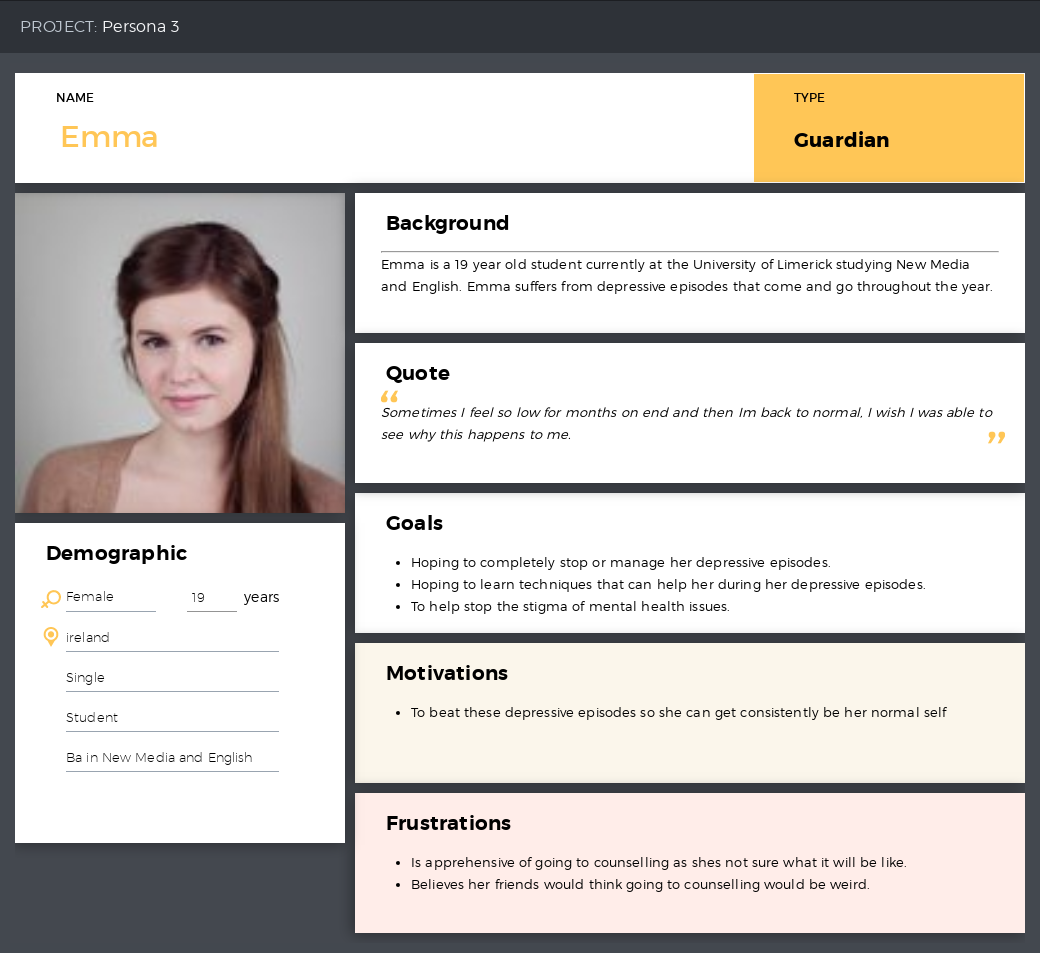 PROJECT: Persona 3
NAME
Emma
TYPE
Guardian
Background
Emma is a 19 year old student currently at the University of Limerick studying New Media
and English. Emma suffers from depressive episodes that come and go throughout the year.
Quote
“
Sometimes I feel so low for months on end and then Im back to normal, I wish I was able to
see why this happens to me.
”
Demographic
Female 19 years
ireland
Single
Student
Ba in New Media and English
Goals
• Hoping to completely stop or manage her depressive episodes.
• Hoping to learn techniques that can help her during her depressive episodes.
• To help stop the stigma of mental health issues.
Motivations
• To beat these depressive episodes so she can get consistently be her normal self
Frustrations
• Is apprehensive of going to counselling as shes not sure what it will be like.
• Believes her friends would think going to counselling would be weird.